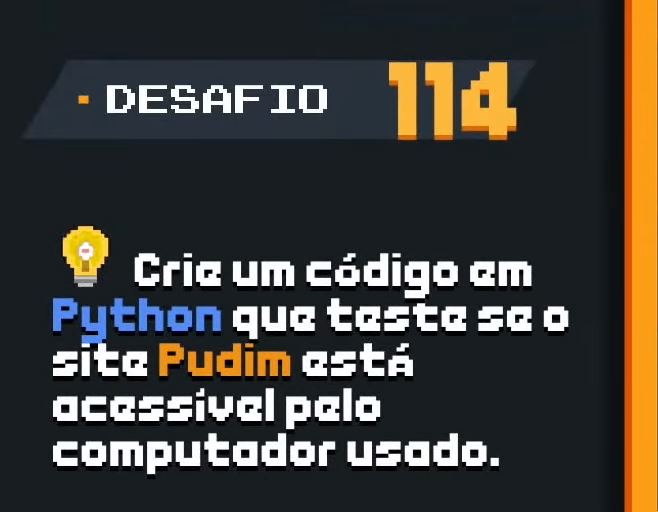 DESAFIO 114
Crie um código em
Python que teste se o
site Pudim está
acessível pelo
computador usado.